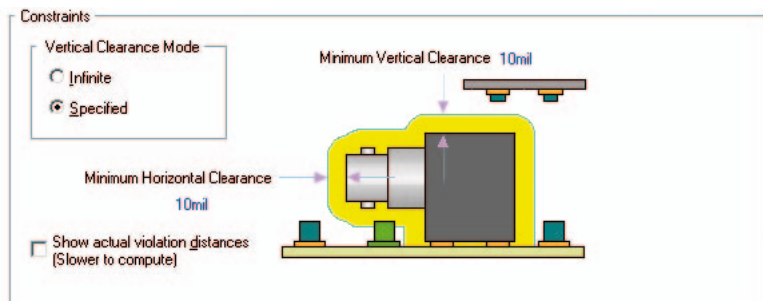 Constraints
Vertical Clearance Mode
Infinite
Specified
Minimum Vertical Clearance 10mil
Minimum Horizontal Clearance
10mil
Show actual violation distances
(Slower to compute)